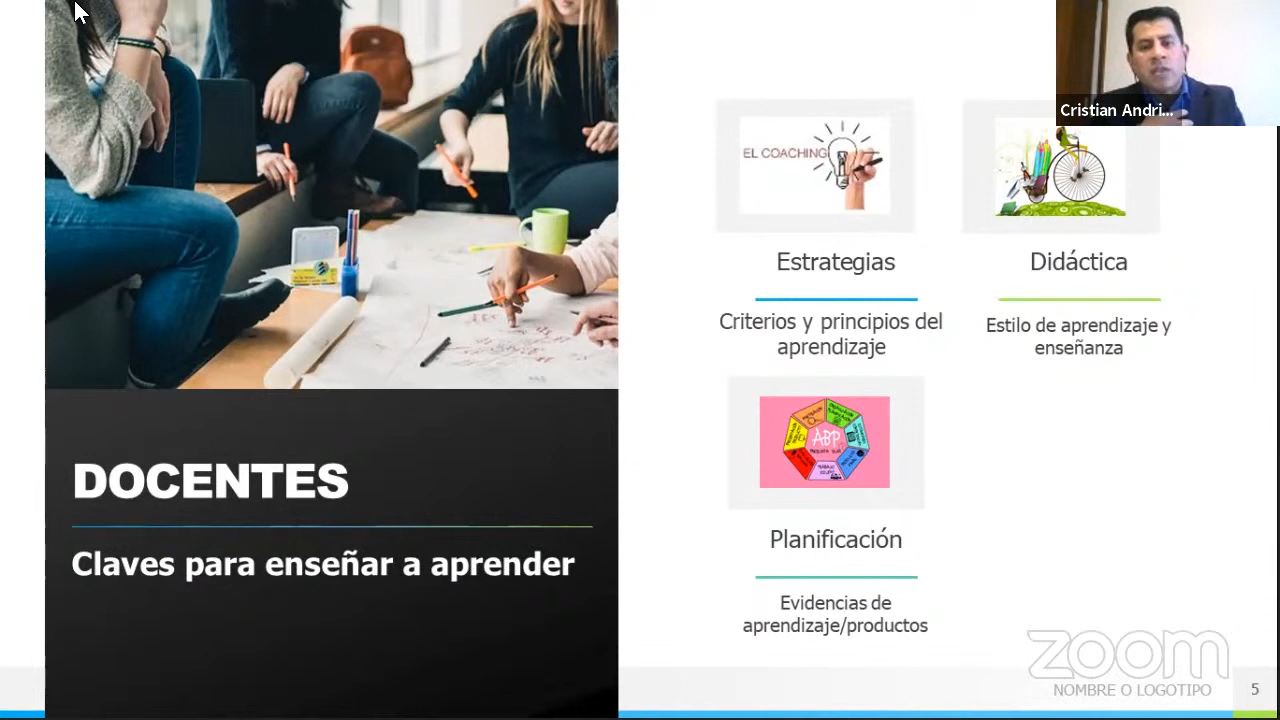 Cristian Andri...
EL COACHING
Estrategias
Criterios y principios del
aprendizaje
Didáctica
Estilo de aprendizaje y
enseñanza
ABP
Planificación
Evidencias de
aprendizaje/productos
DOCENTES
Claves para enseñar a aprender
zoom
NOMBRE O LOGOTIPO
5